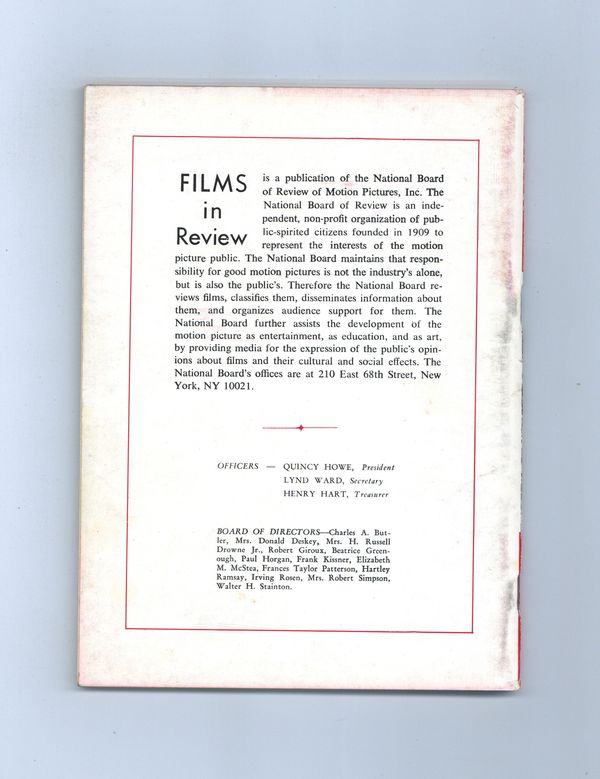 FILMS
in
Review
is a publication of the National Board
of Review of Motion Pictures, Inc. The
National Board of Review is an inde-
pendent, non-profit organization of pub-
lic-spirited citizens founded in 1909 to
represent the interests of the motion
picture public. The National Board maintains that respon-
sibility for good motion pictures is not the industry's alone,
but is also the public's. Therefore the National Board re-
views films, classifies them, disseminates information about
them, and organizes audience support for them. The
National Board further assists the development of the
motion picture as entertainment, as education, and as art,
by providing media for the expression of the public's opin-
ions about films and their cultural and social effects. The
National Board's offices are at 210 East 68th Street, New
York, NY 10021.
OFFICERS — QUINCY HOWE, President
LYND WARD, Secretary
HENRY HART, Treasurer
BOARD OF DIRECTORS—Charles A. But-
ler, Mrs. Donald Deskey, Mrs. H. Russell
Drowne Jr., Robert Giroux, Beatrice Green-
ough, Paul Horgan, Frank Kissner, Elizabeth
M. McStea, Frances Taylor Patterson, Hartley
Ramsay, Irving Rosen, Mrs. Robert Simpson,
Walter H. Stainton.